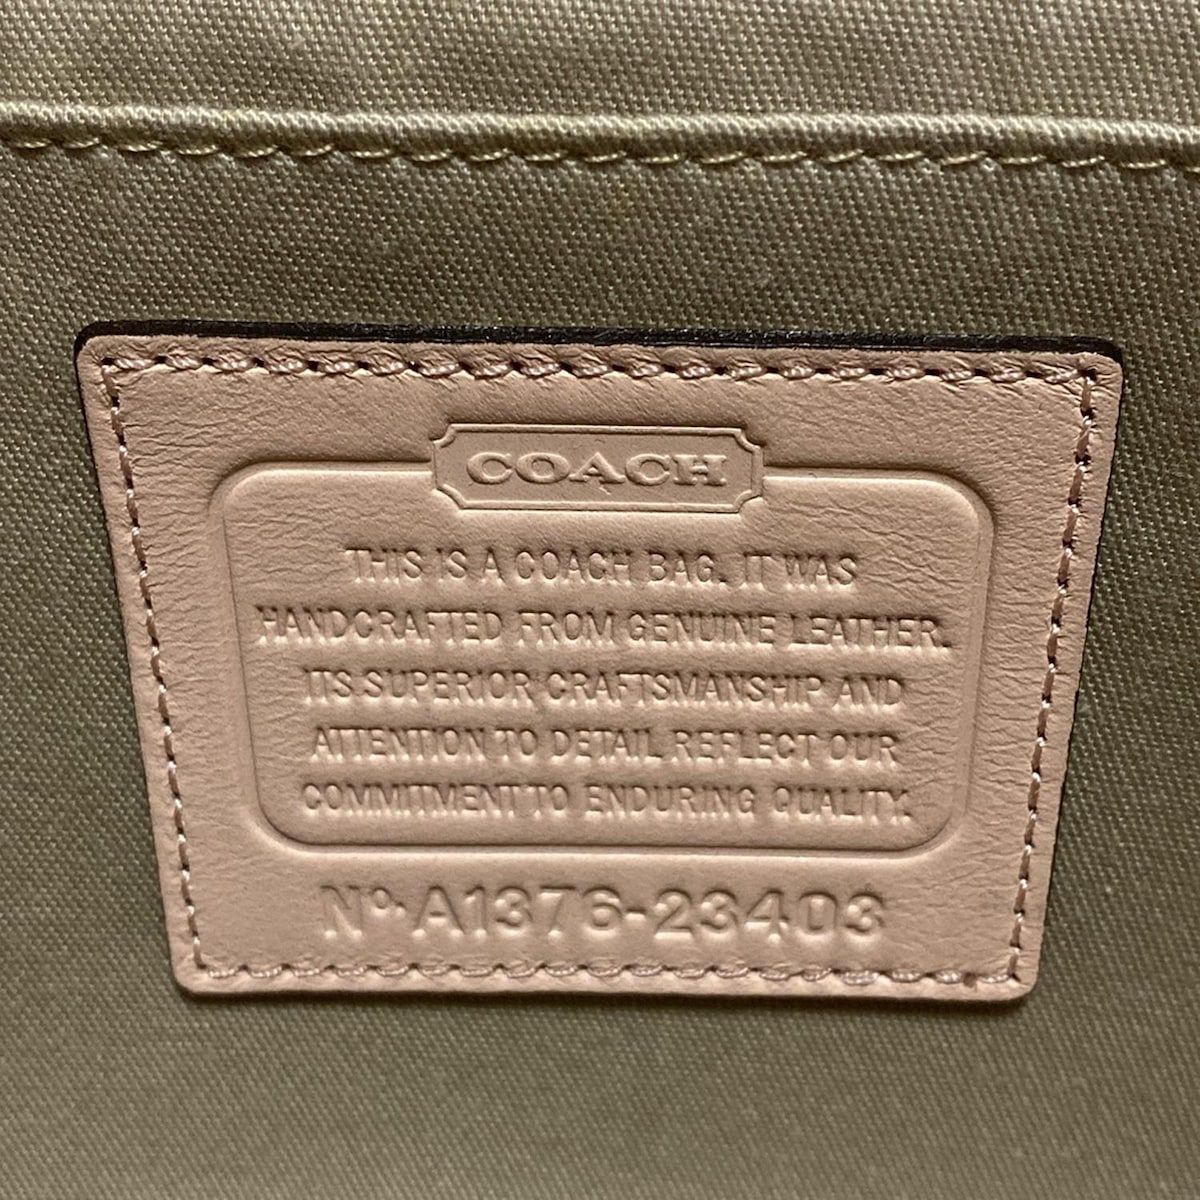 COACH
THIS IS A COACH BAG. IT WAS
HANDCRAFTED FROM GENUINE LEATHER.
ITS SUPERIOR CRAFTSMANSHIP AND
ATTENTION TO DETAIL REFLECT OUR
COMMITMENT TO ENDURING QUALITY.
No. A1376-23403